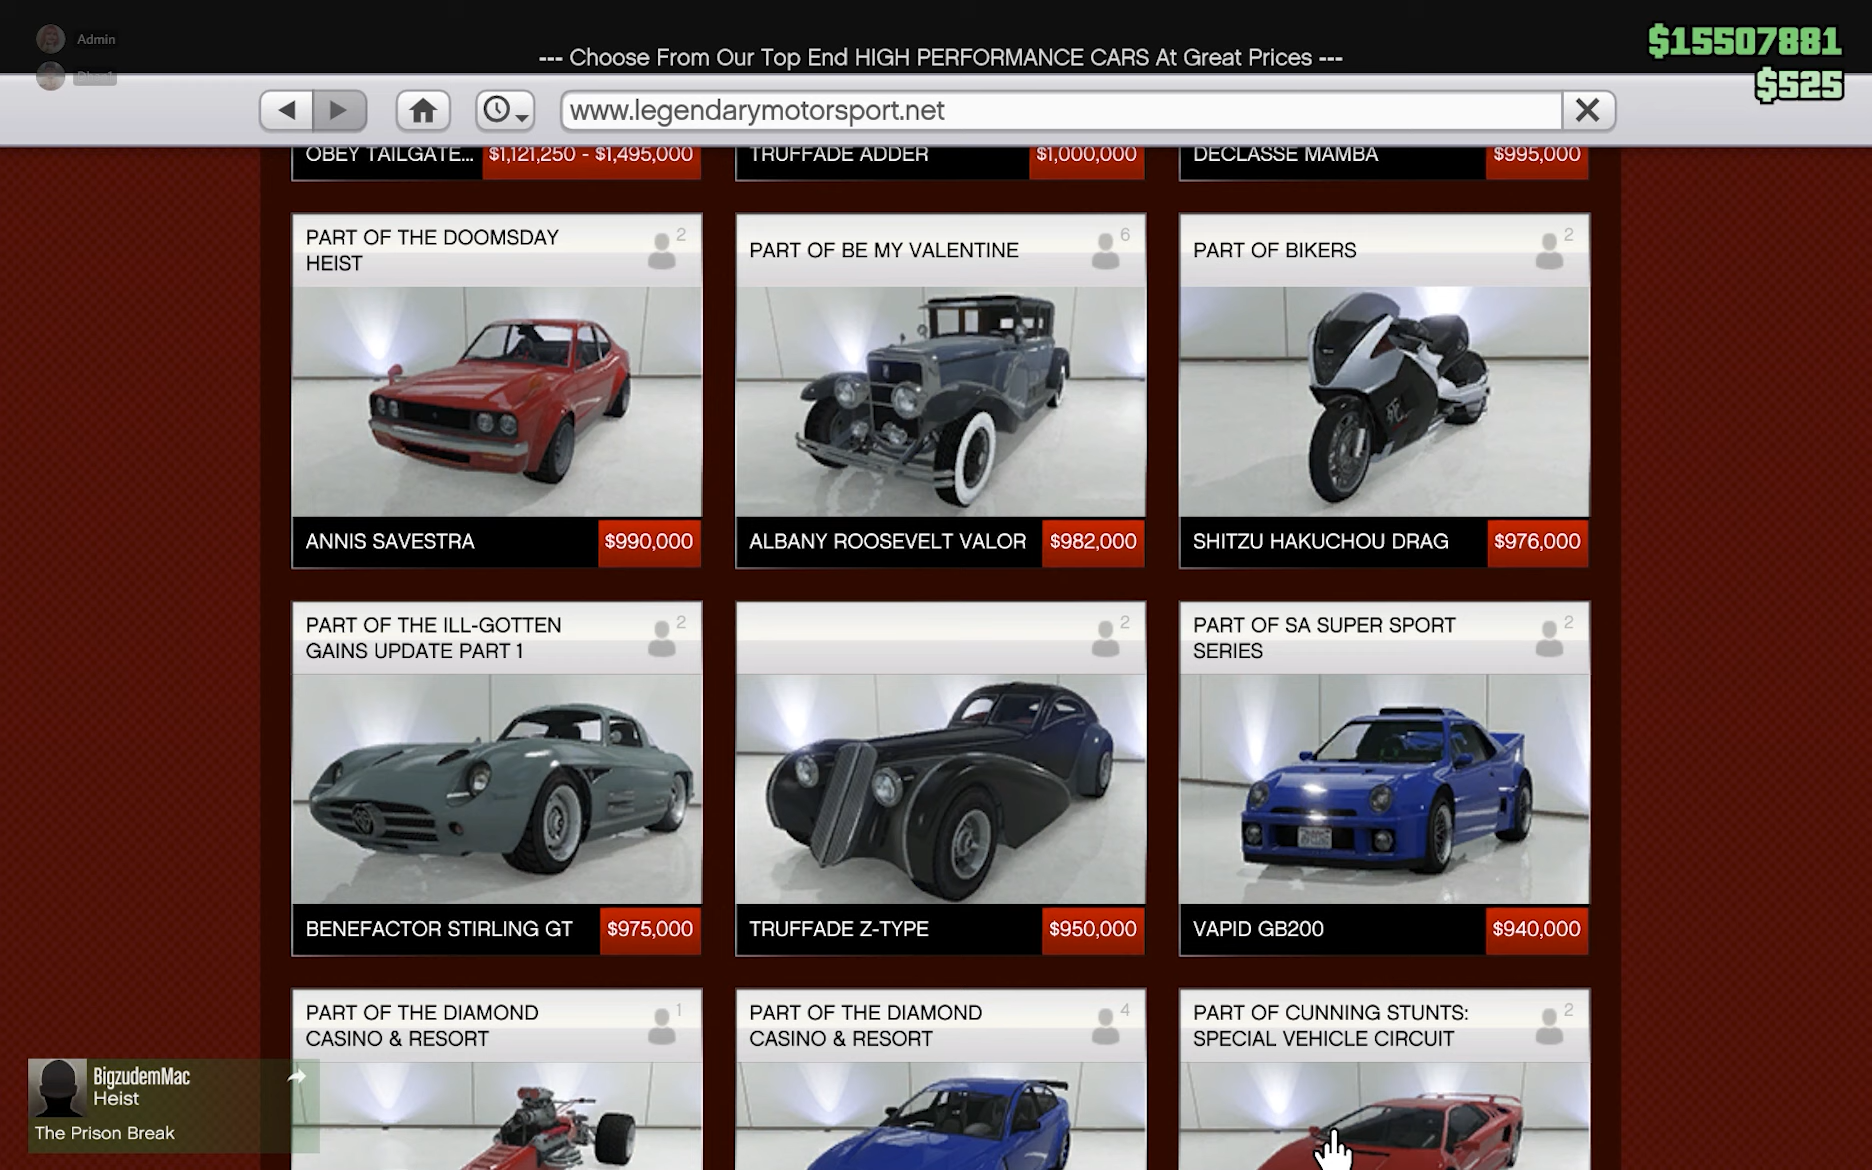 Admin
--- Choose From Our Top End HIGH PERFORMANCE CARS At Great Prices ---
$15507881
$525
www.legendarymotorsport.net
OBEY TAILGATE... $1,121,250 - $1,495,000
TRUFFADE ADDER $1,000,000
DECLASSE MAMBA $995,000
PART OF THE DOOMSDAY
HEIST
2
PART OF BE MY VALENTINE
6
PART OF BIKERS
2
ANNIS SAVESTRA $990,000
ALBANY ROOSEVELT VALOR $982,000
SHITZU HAKUCHOU DRAG $976,000
PART OF THE ILL-GOTTEN
GAINS UPDATE PART 1
2
2
PART OF SA SUPER SPORT
SERIES
2
BENEFACTOR STIRLING GT $975,000
TRUFFADE Z-TYPE $950,000
VAPID GB200 $940,000
PART OF THE DIAMOND
CASINO & RESORT
1
PART OF THE DIAMOND
CASINO & RESORT
4
PART OF CUNNING STUNTS:
SPECIAL VEHICLE CIRCUIT
2
BigzudemMac
Heist
The Prison Break